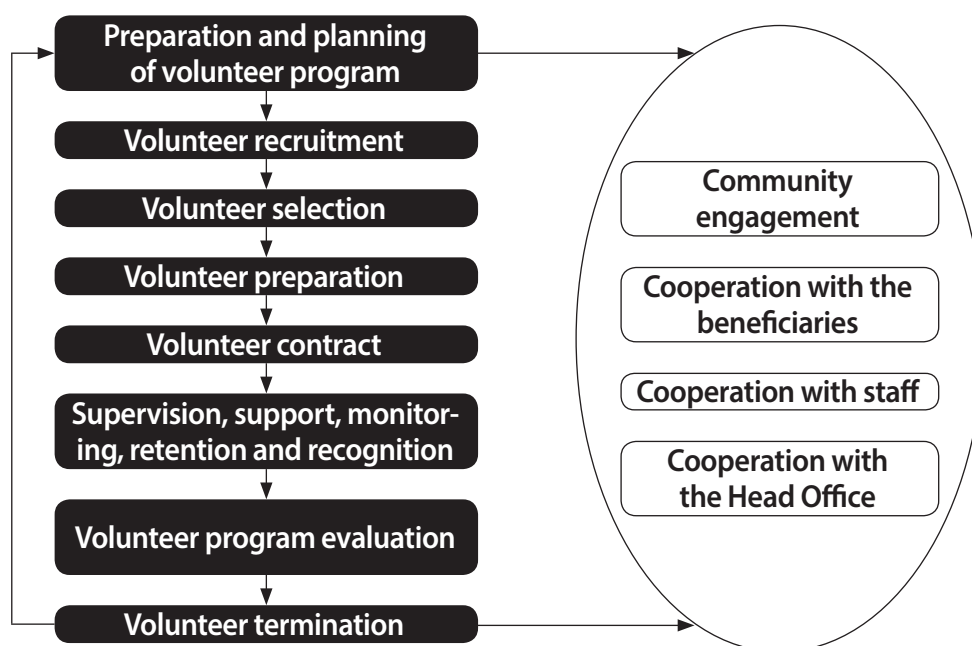 Preparation and planning
of volunteer program
Volunteer recruitment
Volunteer selection
Volunteer preparation
Volunteer contract
Supervision, support, monitor-
ing, retention and recognition
Volunteer program evaluation
Volunteer termination
Community
engagement
Cooperation with the
beneficiaries
Cooperation with staff
Cooperation with
the Head Office